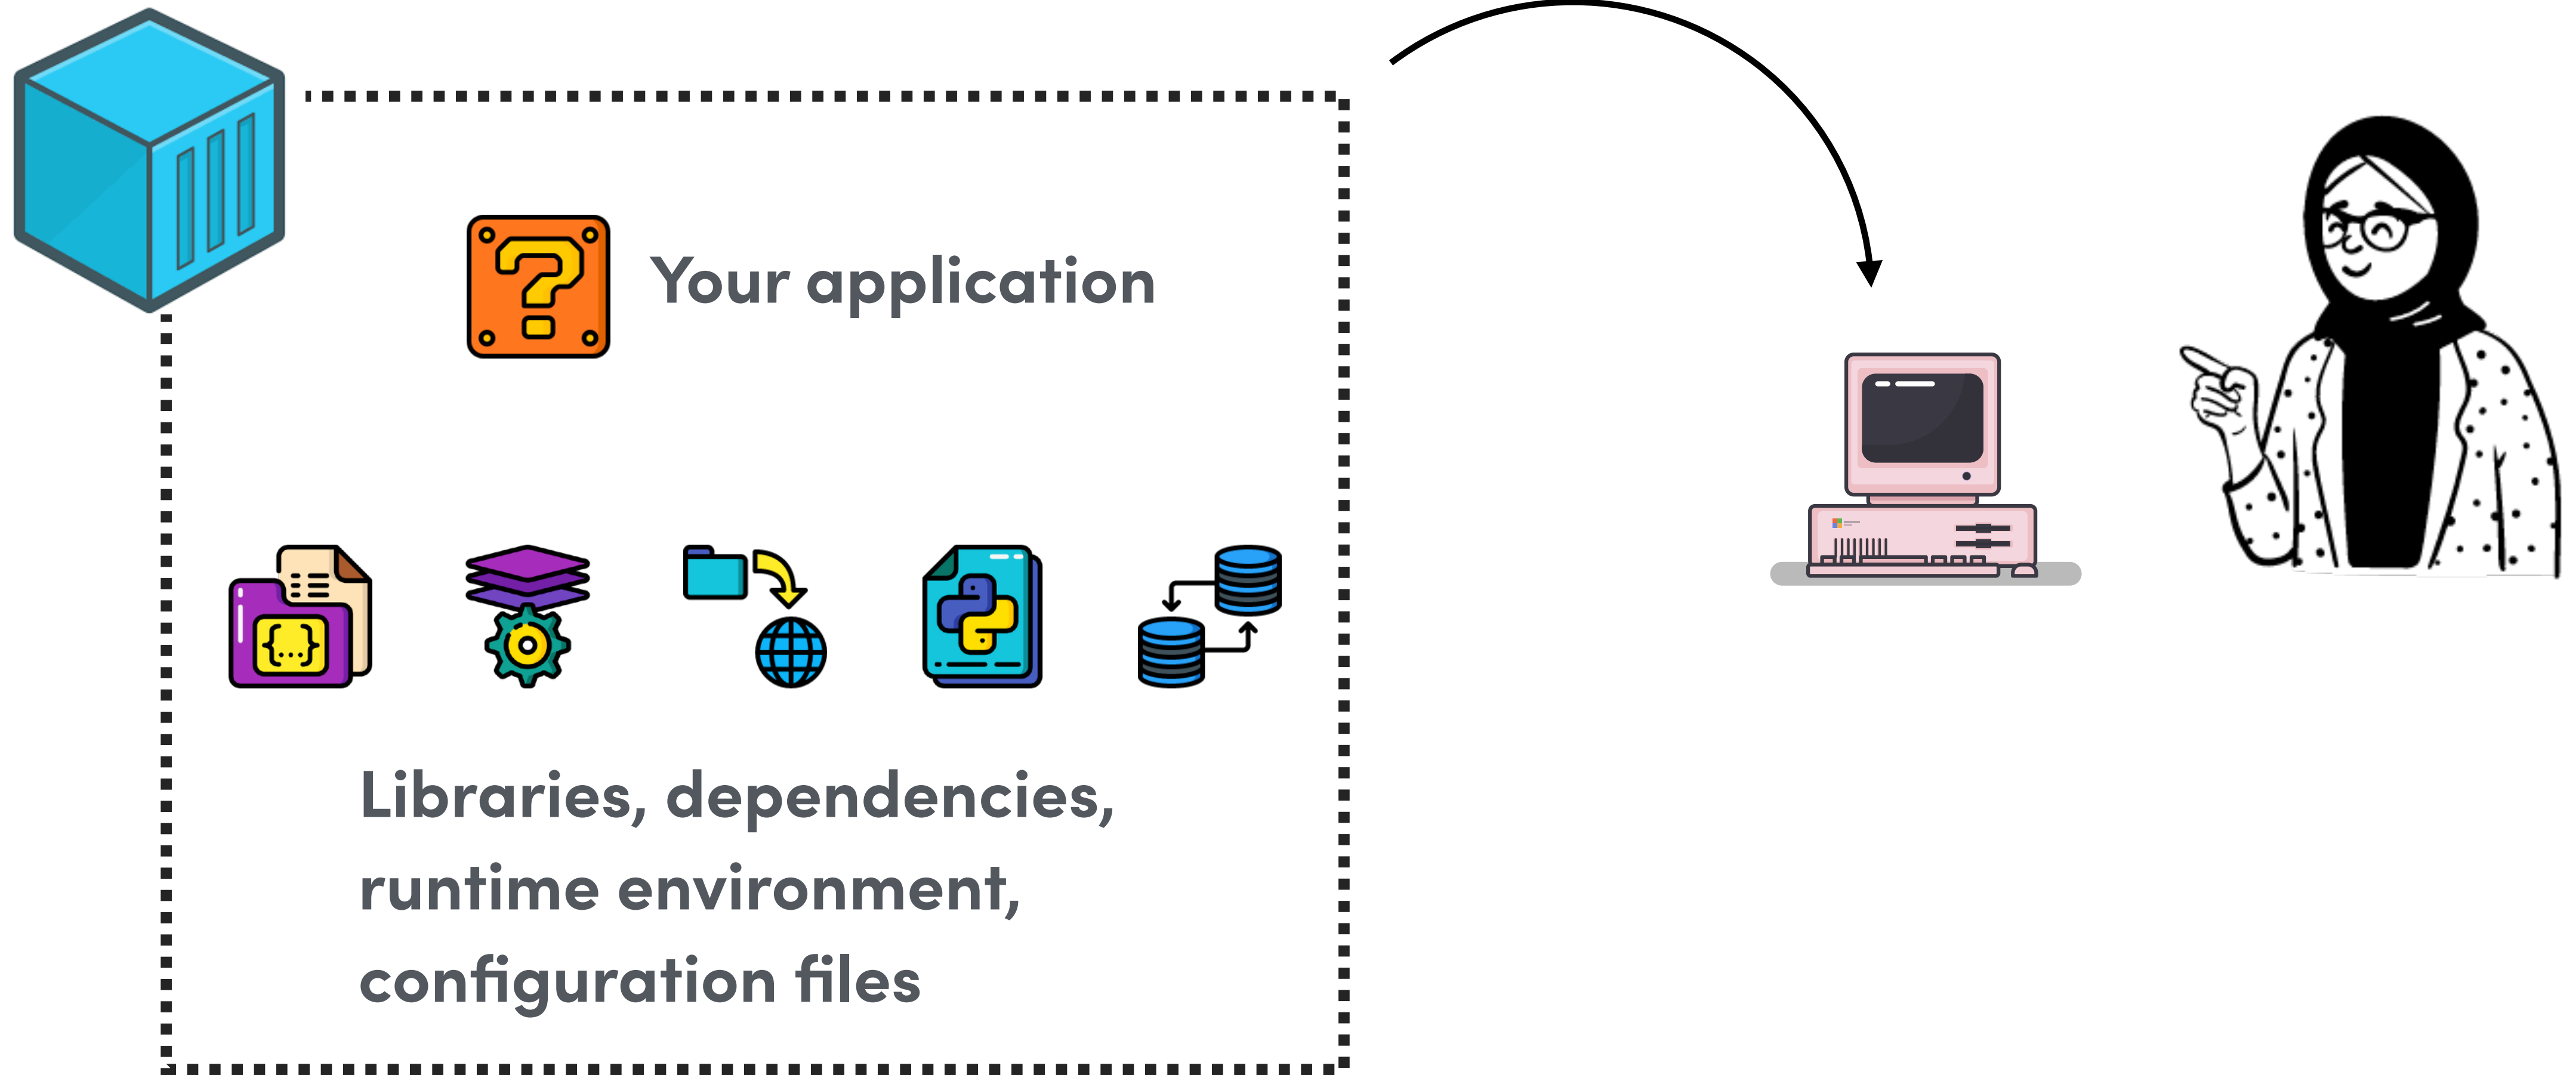 Your application
Libraries, dependencies,
runtime environment,
configuration files